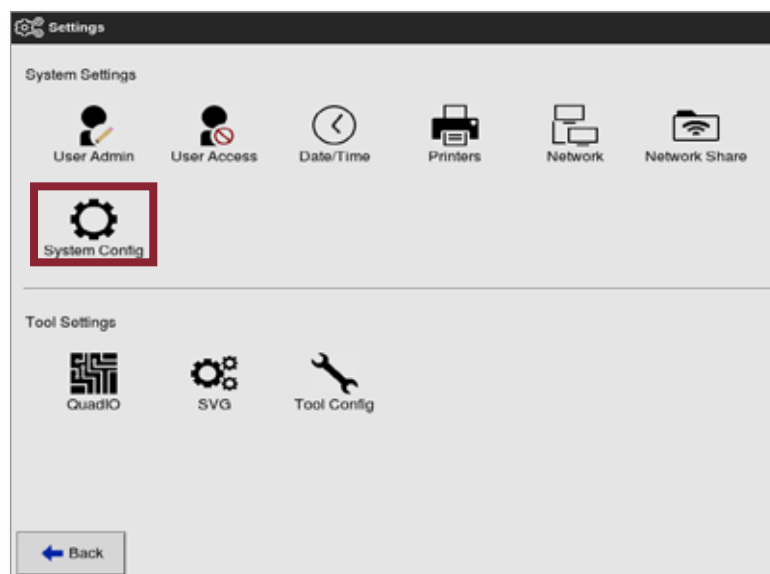 Settings
System Settings
User Admin User Access Date/Time Printers Network Network Share
System Config
Tool Settings
QuadIO SVG Tool Config
Back